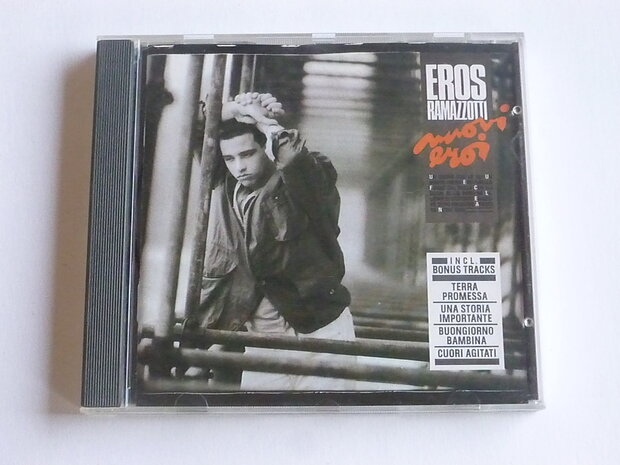 EROS
RAMAZZOTTI
nuovi
eroi
INCL.
BONUS TRACKS
TERRA
PROMESSA
UNA STORIA
IMPORTANTE
BUONGIORNO
BAMBINA
CUORI AGITATI